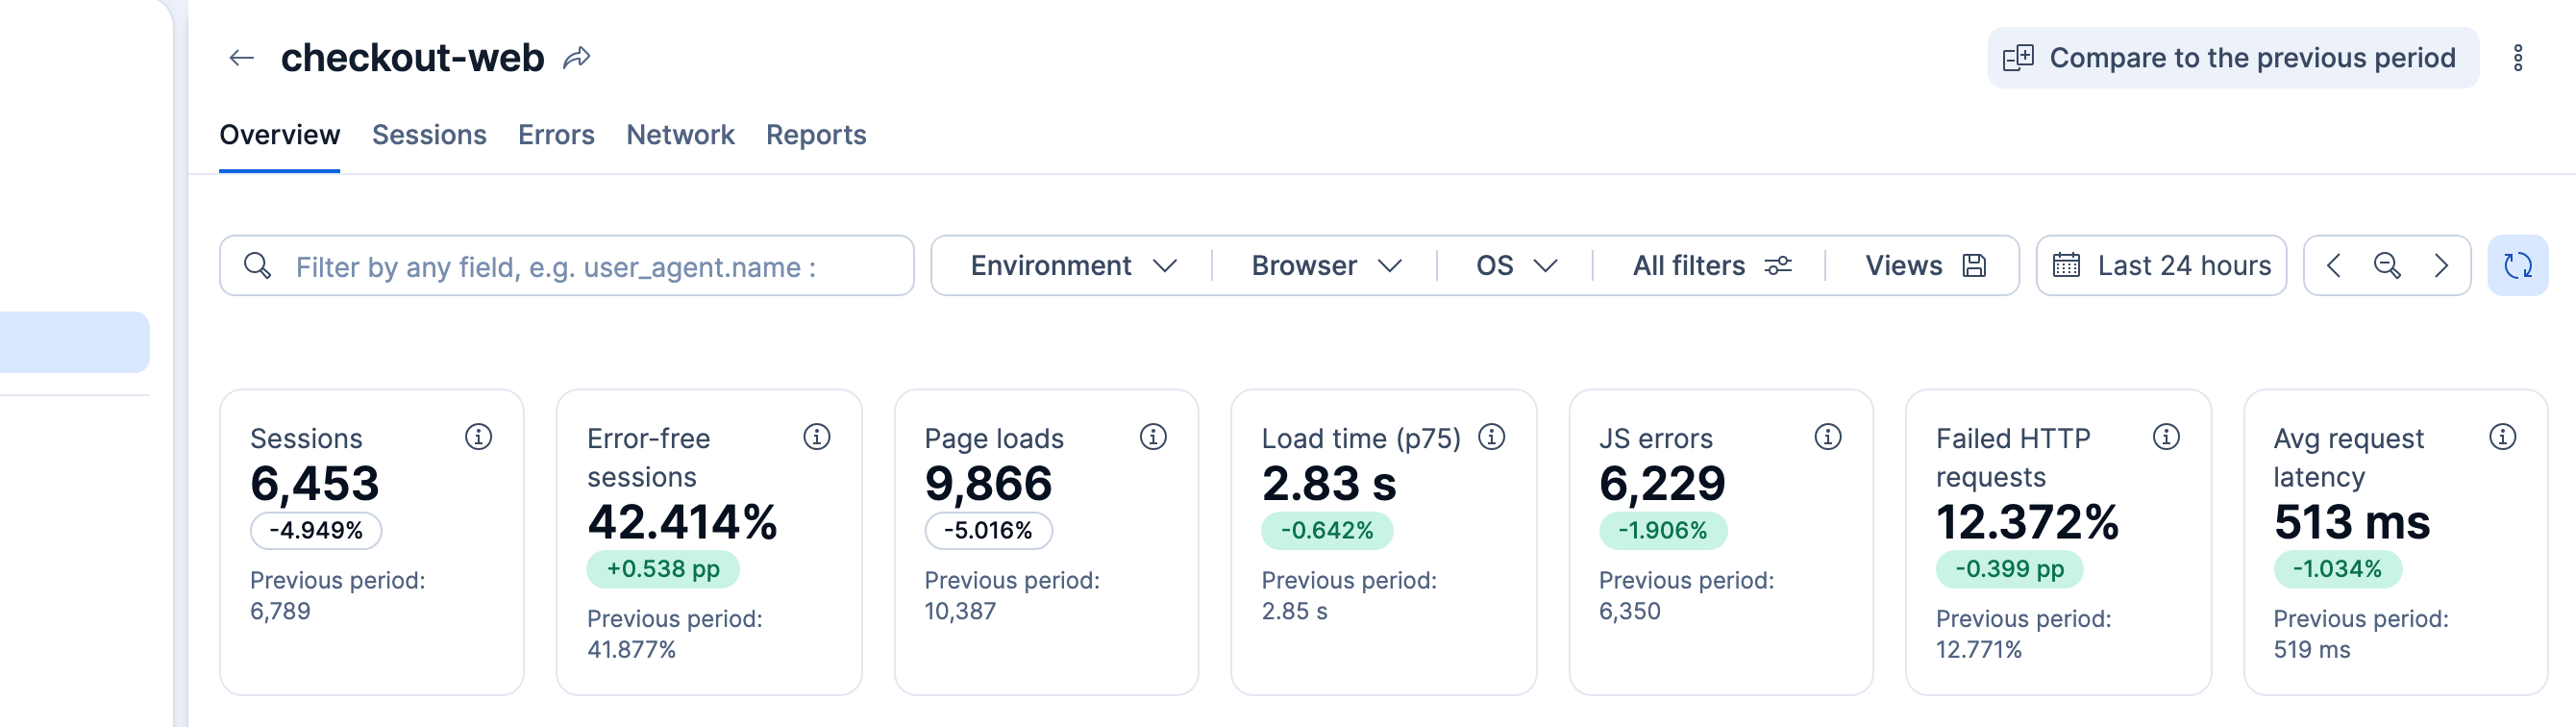 checkout-web
Compare to the previous period
Overview Sessions Errors Network Reports
Filter by any field, e.g. user_agent.name :
Environment Browser OS All filters Views Last 24 hours
Sessions
6,453
-4.949%
Previous period:
6,789
Error-free
sessions
42.414%
+0.538 pp
Previous period:
41.877%
Page loads
9,866
-5.016%
Previous period:
10,387
Load time (p75)
2.83 s
-0.642%
Previous period:
2.85 s
JS errors
6,229
-1.906%
Previous period:
6,350
Failed HTTP
requests
12.372%
-0.399 pp
Previous period:
12.771%
Avg request
latency
513 ms
-1.034%
Previous period:
519 ms